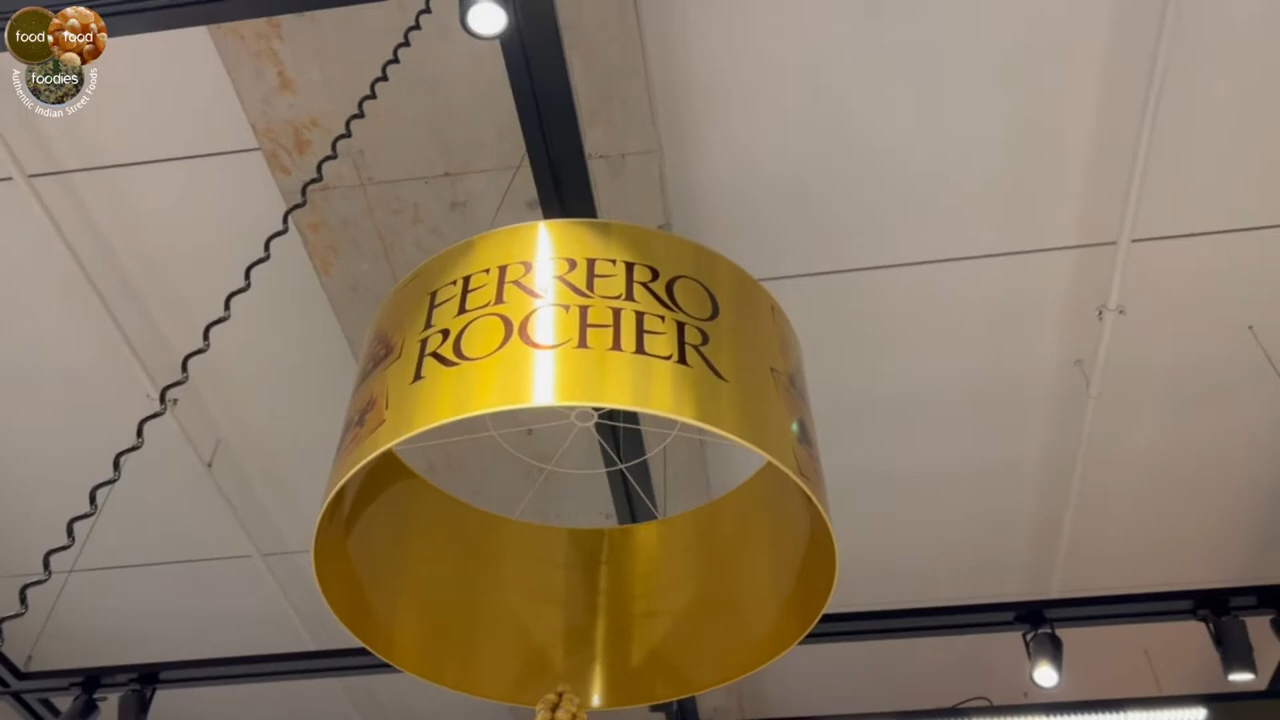 food food
foodies
Authentic Indian Street Foods
FERRERO
ROCHER